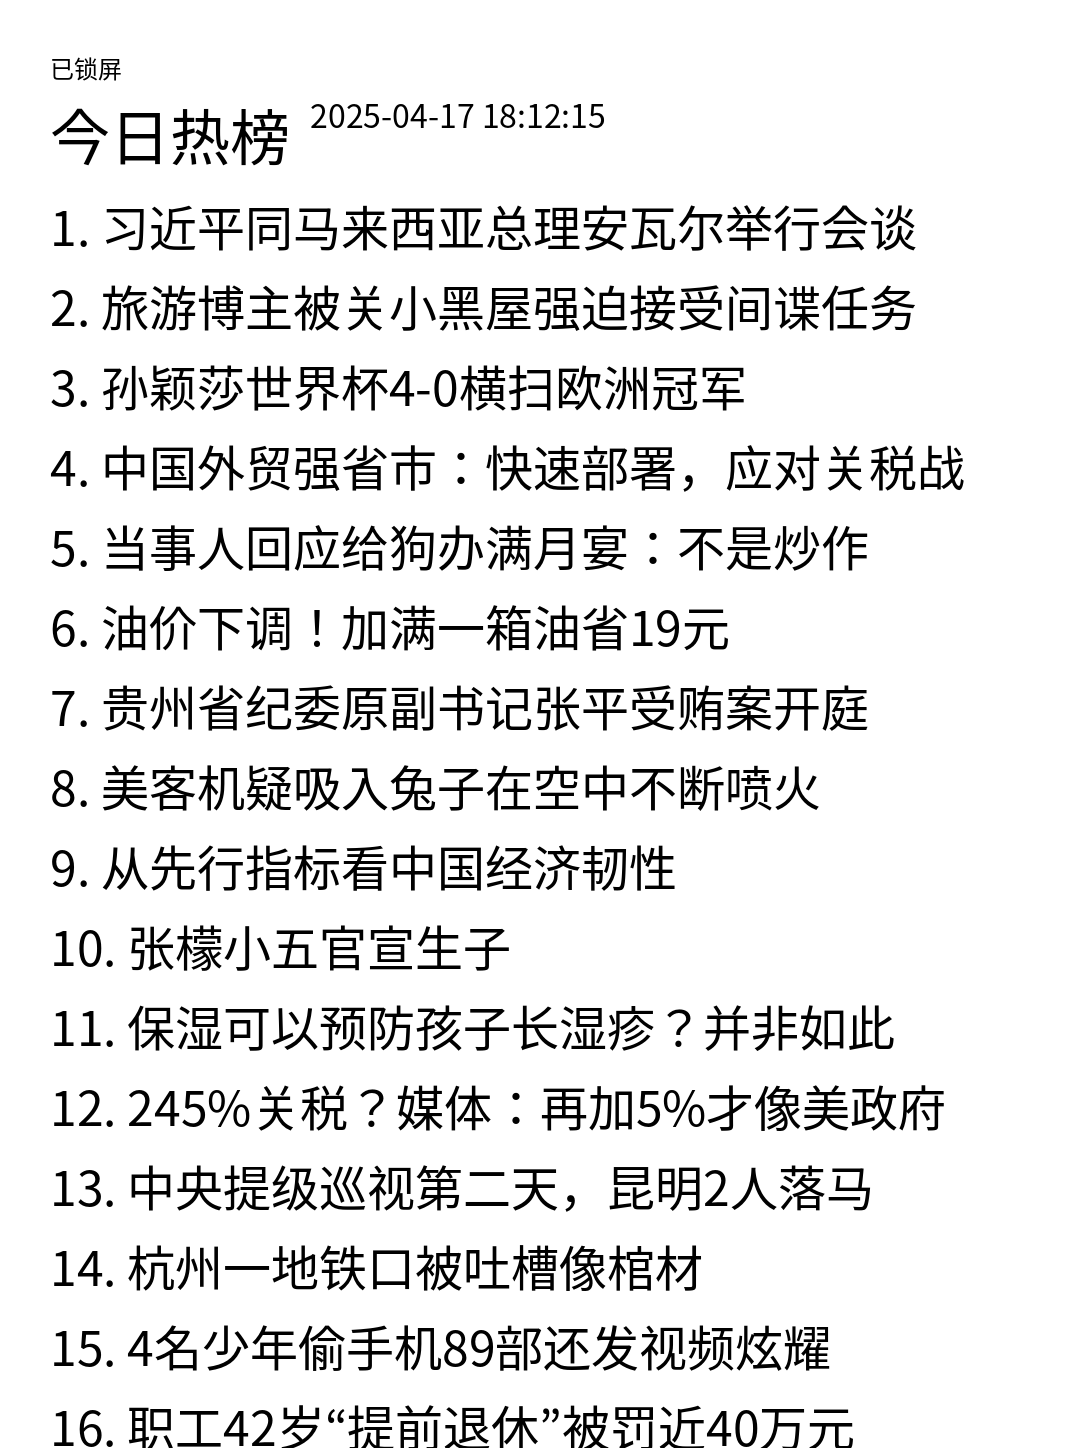 已锁屏
今日热榜 2025-04-17 18:12:15
1. 习近平同马来西亚总理安瓦尔举行会谈
2. 旅游博主被关小黑屋强迫接受间谍任务
3. 孙颖莎世界杯4-0横扫欧洲冠军
4. 中国外贸强省市：快速部署，应对关税战
5. 当事人回应给狗办满月宴：不是炒作
6. 油价下调！加满一箱油省19元
7. 贵州省纪委原副书记张平受贿案开庭
8. 美客机疑吸入兔子在空中不断喷火
9. 从先行指标看中国经济韧性
10. 张檬小五官宣生子
11. 保湿可以预防孩子长湿疹？并非如此
12. 245%关税？媒体：再加5%才像美政府
13. 中央提级巡视第二天，昆明2人落马
14. 杭州一地铁口被吐槽像棺材
15. 4名少年偷手机89部还发视频炫耀
16. 职工42岁“提前退休”被罚近40万元